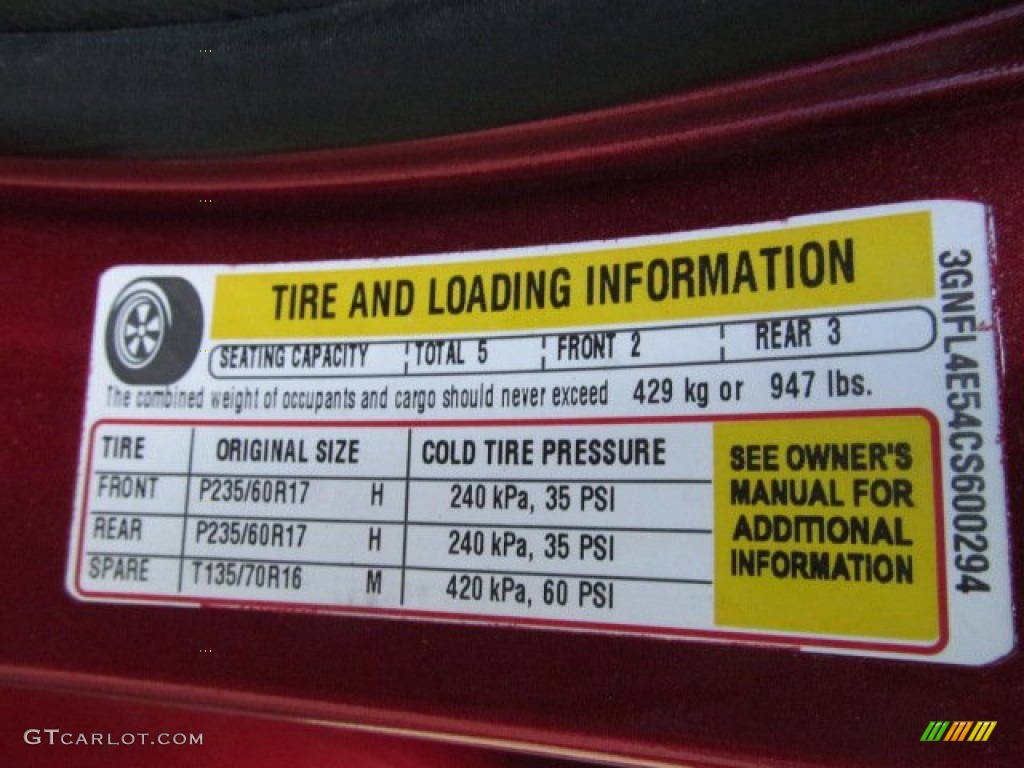 TIRE AND LOADING INFORMATION
SEATING CAPACITY TOTAL 5 FRONT 2 REAR 3
The combined weight of occupants and cargo should never exceed 429 kg or 947 lbs.
TIRE ORIGINAL SIZE COLD TIRE PRESSURE
FRONT P235/60R17 H 240 kPa, 35 PSI
REAR P235/60R17 H 240 kPa, 35 PSI
SPARE T135/70R16 M 420 kPa, 60 PSI
SEE OWNER'S
MANUAL FOR
ADDITIONAL
INFORMATION
3GNFL4E54CS600294
GTCARLOT.COM